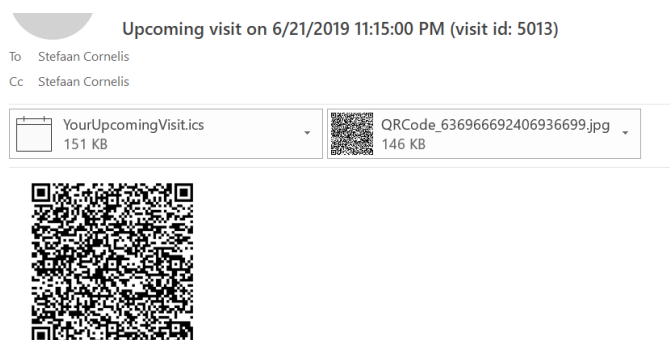 Upcoming visit on 6/21/2019 11:15:00 PM (visit id: 5013)
To Stefaan Cornelis
Cc Stefaan Cornelis
YourUpcomingVisit.ics
151 KB
QRCode_636966692406936699.jpg
146 KB